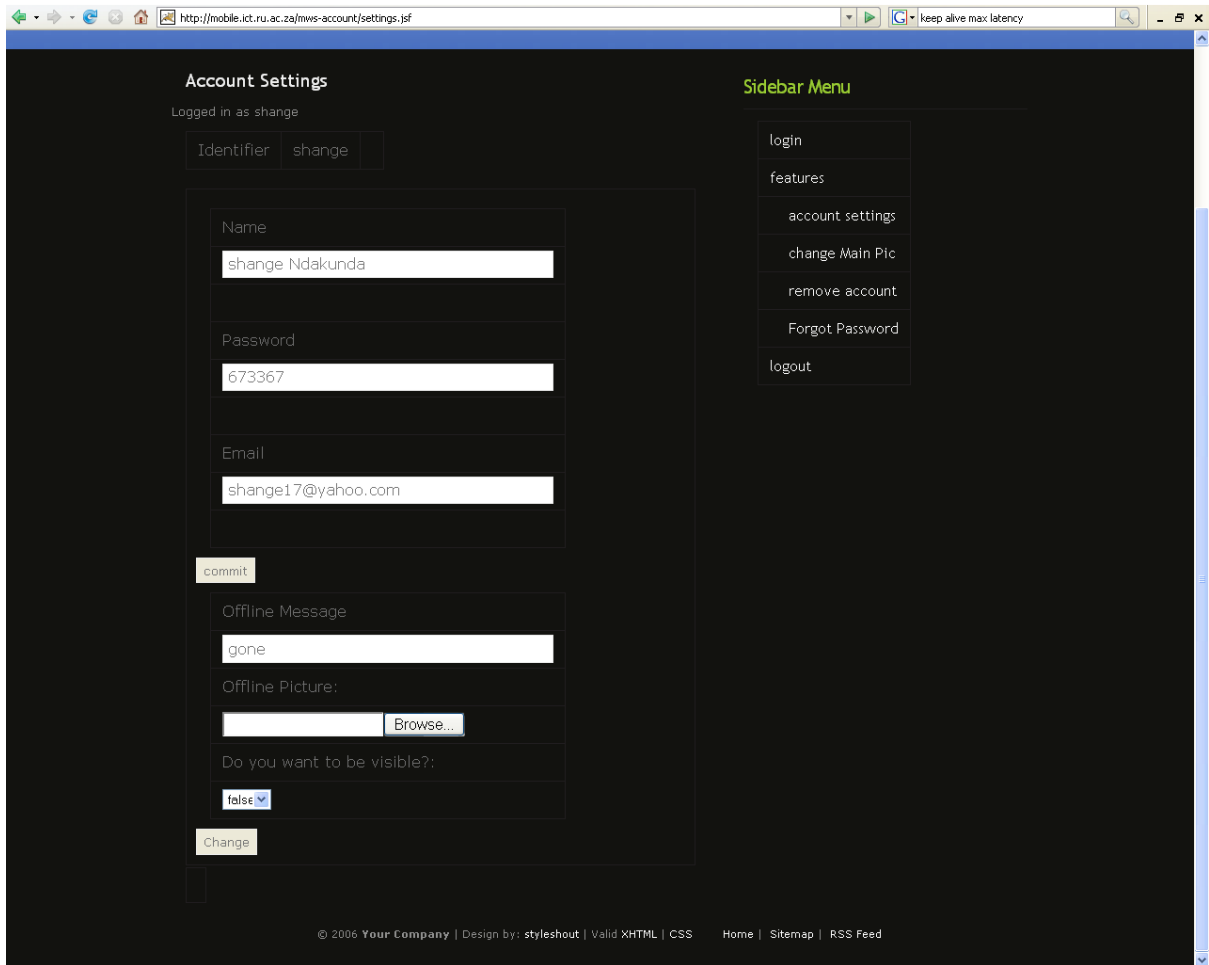 http://mobile.ict.ru.ac.za/mws-account/settings.jsf
keep alive max latency
Account Settings
Logged in as shange
Identifier shange
Name
shange Ndakunda
Password
673367
Email
shange17@yahoo.com
commit
Offline Message
gone
Offline Picture:
Browse...
Do you want to be visible?:
false
Change
Sidebar Menu
login
features
account settings
change Main Pic
remove account
Forgot Password
logout
© 2006 Your Company | Design by: styleshout | Valid XHTML | CSS Home | Sitemap | RSS Feed